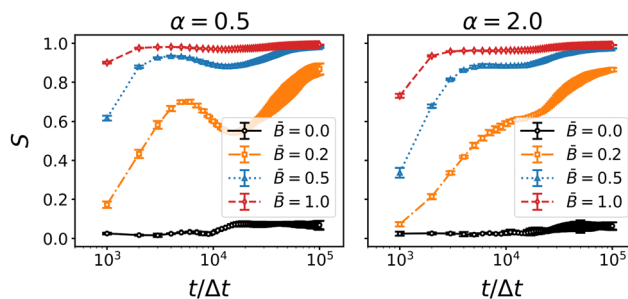 α = 0.5
α = 2.0
S
1.0
0.8
0.6
0.4
0.2
0.0
B̄ = 0.0
B̄ = 0.2
B̄ = 0.5
B̄ = 1.0
B̄ = 0.0
B̄ = 0.2
B̄ = 0.5
B̄ = 1.0
10³
10⁴
10⁵
10³
10⁴
10⁵
t/Δt
t/Δt